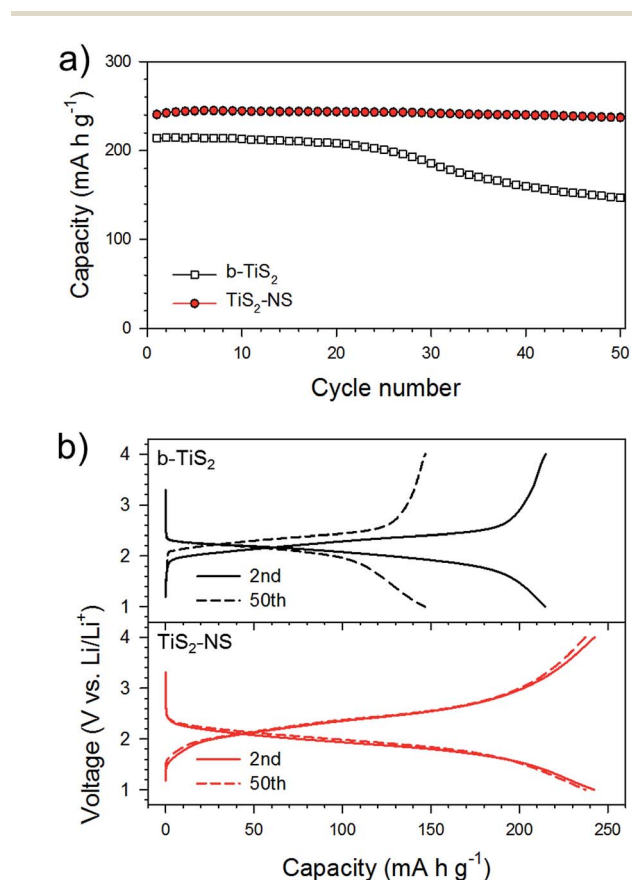 a)
300
200
100
0
Capacity (mA h g⁻¹)
b-TiS₂
TiS₂-NS
0 10 20 30 40 50
Cycle number
b)
4
b-TiS₂
3
2
2nd
50th
1
4
TiS₂-NS
3
2
2nd
50th
1
Voltage (V vs. Li/Li⁺)
0 50 100 150 200 250
Capacity (mA h g⁻¹)